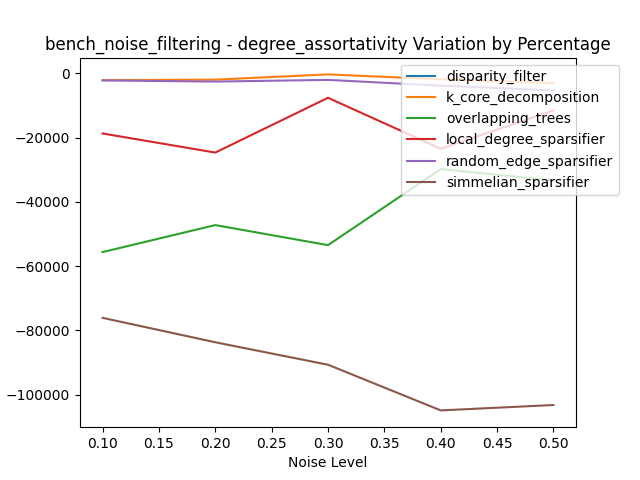 bench_noise_filtering - degree_assortativity Variation by Percentage
0
−20000
−40000
−60000
−80000
−100000
disparity_filter
k_core_decomposition
overlapping_trees
local_degree_sparsifier
random_edge_sparsifier
simmelian_sparsifier
0.10 0.15 0.20 0.25 0.30 0.35 0.40 0.45 0.50
Noise Level